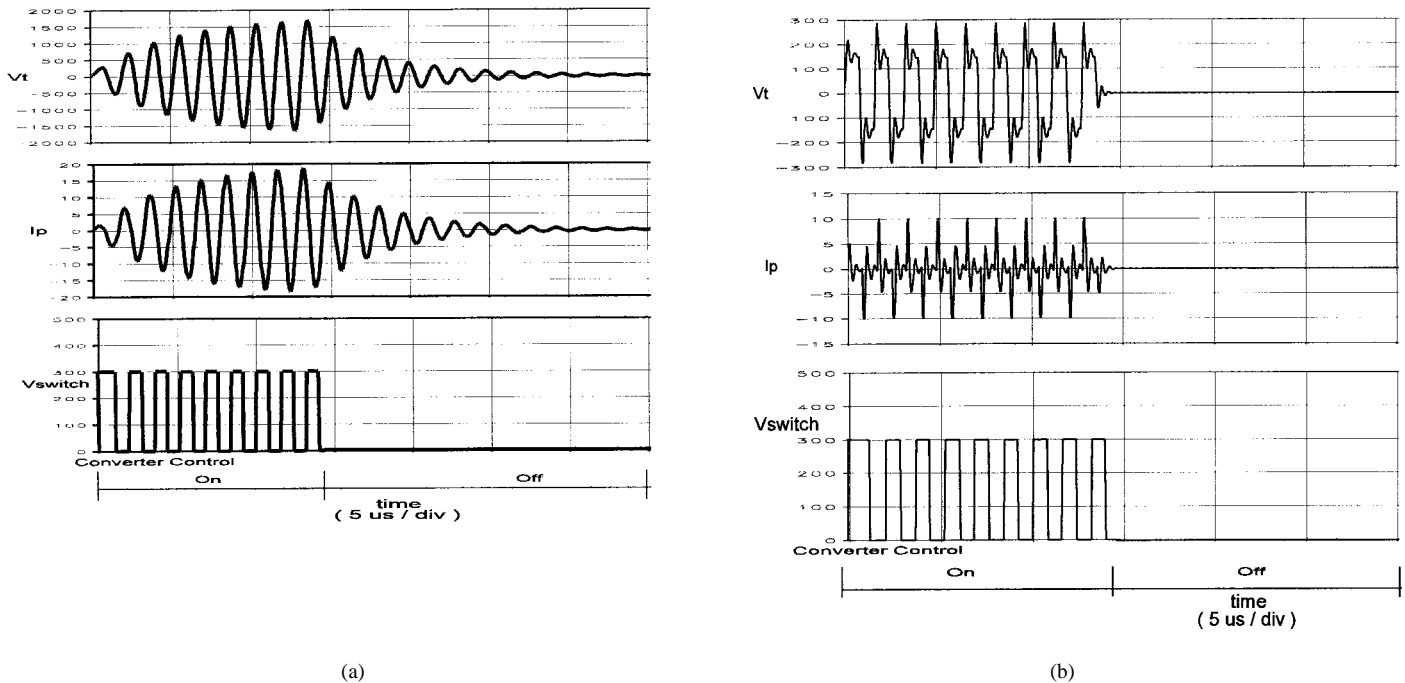 2000
1500
1000
500
Vt
0
-500
-1000
-1500
2000
20
15
10
5
Ip
0
-5
-10
-15
-20
500
400
300
Vswitch
200
100
0
Converter Control
On
Off
time
( 5 us / div )
(a)
300
200
100
Vt
0
-100
-200
-300
15
10
5
Ip
0
-5
-10
-15
500
400
Vswitch
300
200
100
0
Converter Control
On
Off
time
( 5 us / div )
(b)